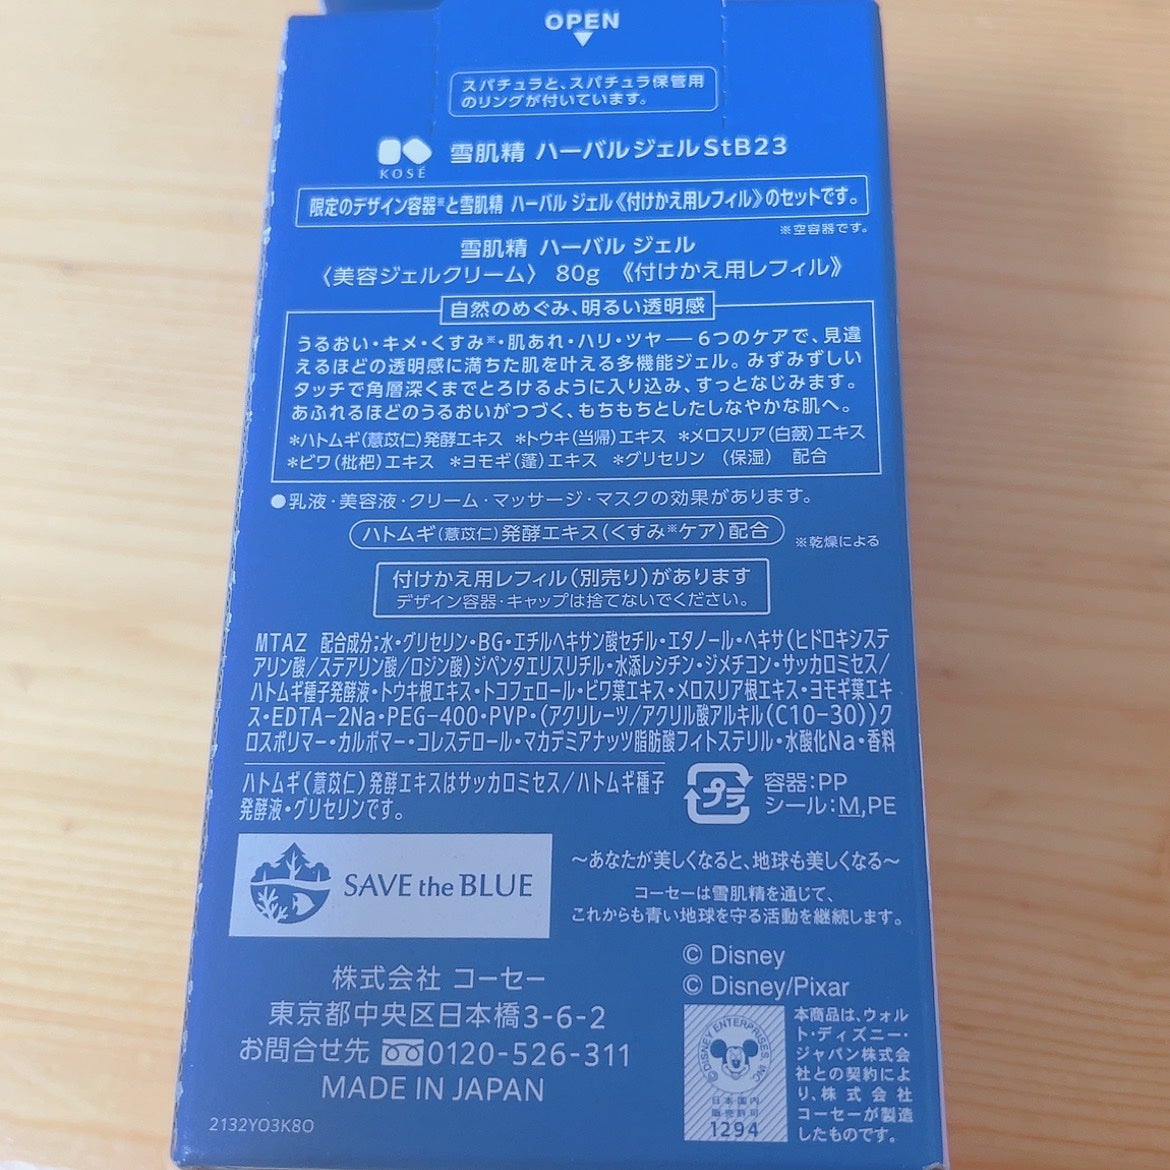 OPEN
スパチュラと、スパチュラ保管用
のリングが付いています。
KOSÉ
雪肌精 ハーバルジェルStB23
限定のデザイン容器※と雪肌精 ハーバル ジェル《付けかえ用レフィル》のセットです。
※空容器です。
雪肌精 ハーバル ジェル
〈美容ジェルクリーム〉 80g 《付けかえ用レフィル》
自然のめぐみ、明るい透明感
うるおい・キメ・くすみ※・肌あれ・ハリ・ツヤ── 6つのケアで、見違
えるほどの透明感に満ちた肌を叶える多機能ジェル。みずみずしい
タッチで角層深くまでとろけるように入り込み、すっとなじみます。
あふれるほどのうるおいがつづく、もちもちとしたしなやかな肌へ。
*ハトムギ(薏苡仁)発酵エキス *トウキ(当帰)エキス *メロスリア(白蘞)エキス
*ビワ(枇杷)エキス *ヨモギ(蓬)エキス *グリセリン (保湿) 配合
●乳液・美容液・クリーム・マッサージ・マスクの効果があります。
ハトムギ(薏苡仁)発酵エキス(くすみ※ケア)配合
※乾燥による
付けかえ用レフィル(別売り)があります
デザイン容器・キャップは捨てないでください。
MTAZ 配合成分:水・グリセリン・BG・エチルヘキサン酸セチル・エタノール・ヘキサ(ヒドロキシステ
アリン酸/ステアリン酸/ロジン酸)ジペンタエリスリチル・水添レシチン・ジメチコン・サッカロミセス/
ハトムギ種子発酵液・トウキ根エキス・トコフェロール・ビワ葉エキス・メロスリア根エキス・ヨモギ葉エキ
ス・EDTA-2Na・PEG-400・PVP・(アクリレーツ/アクリル酸アルキル(C10-30))ク
ロスポリマー・カルボマー・コレステロール・マカデミアナッツ脂肪酸フィトステリル・水酸化Na・香料
ハトムギ(薏苡仁)発酵エキスはサッカロミセス/ハトムギ種子
発酵液・グリセリンです。
プラ
容器:PP
シール:M,PE
SAVE the BLUE
～あなたが美しくなると、地球も美しくなる～
コーセーは雪肌精を通じて、
これからも青い地球を守る活動を継続します。
© Disney
© Disney/Pixar
株式会社 コーセー
東京都中央区日本橋3-6-2
お問合せ先 0120-526-311
MADE IN JAPAN
2132YO3K8O
© DISNEY ENTERPRISES INC
日本国内
販売許可
1294
本商品は、ウォル
ト・ディズニー・
ジャパン株式会
社との契約によ
り、株式会社
コーセーが製造
したものです。